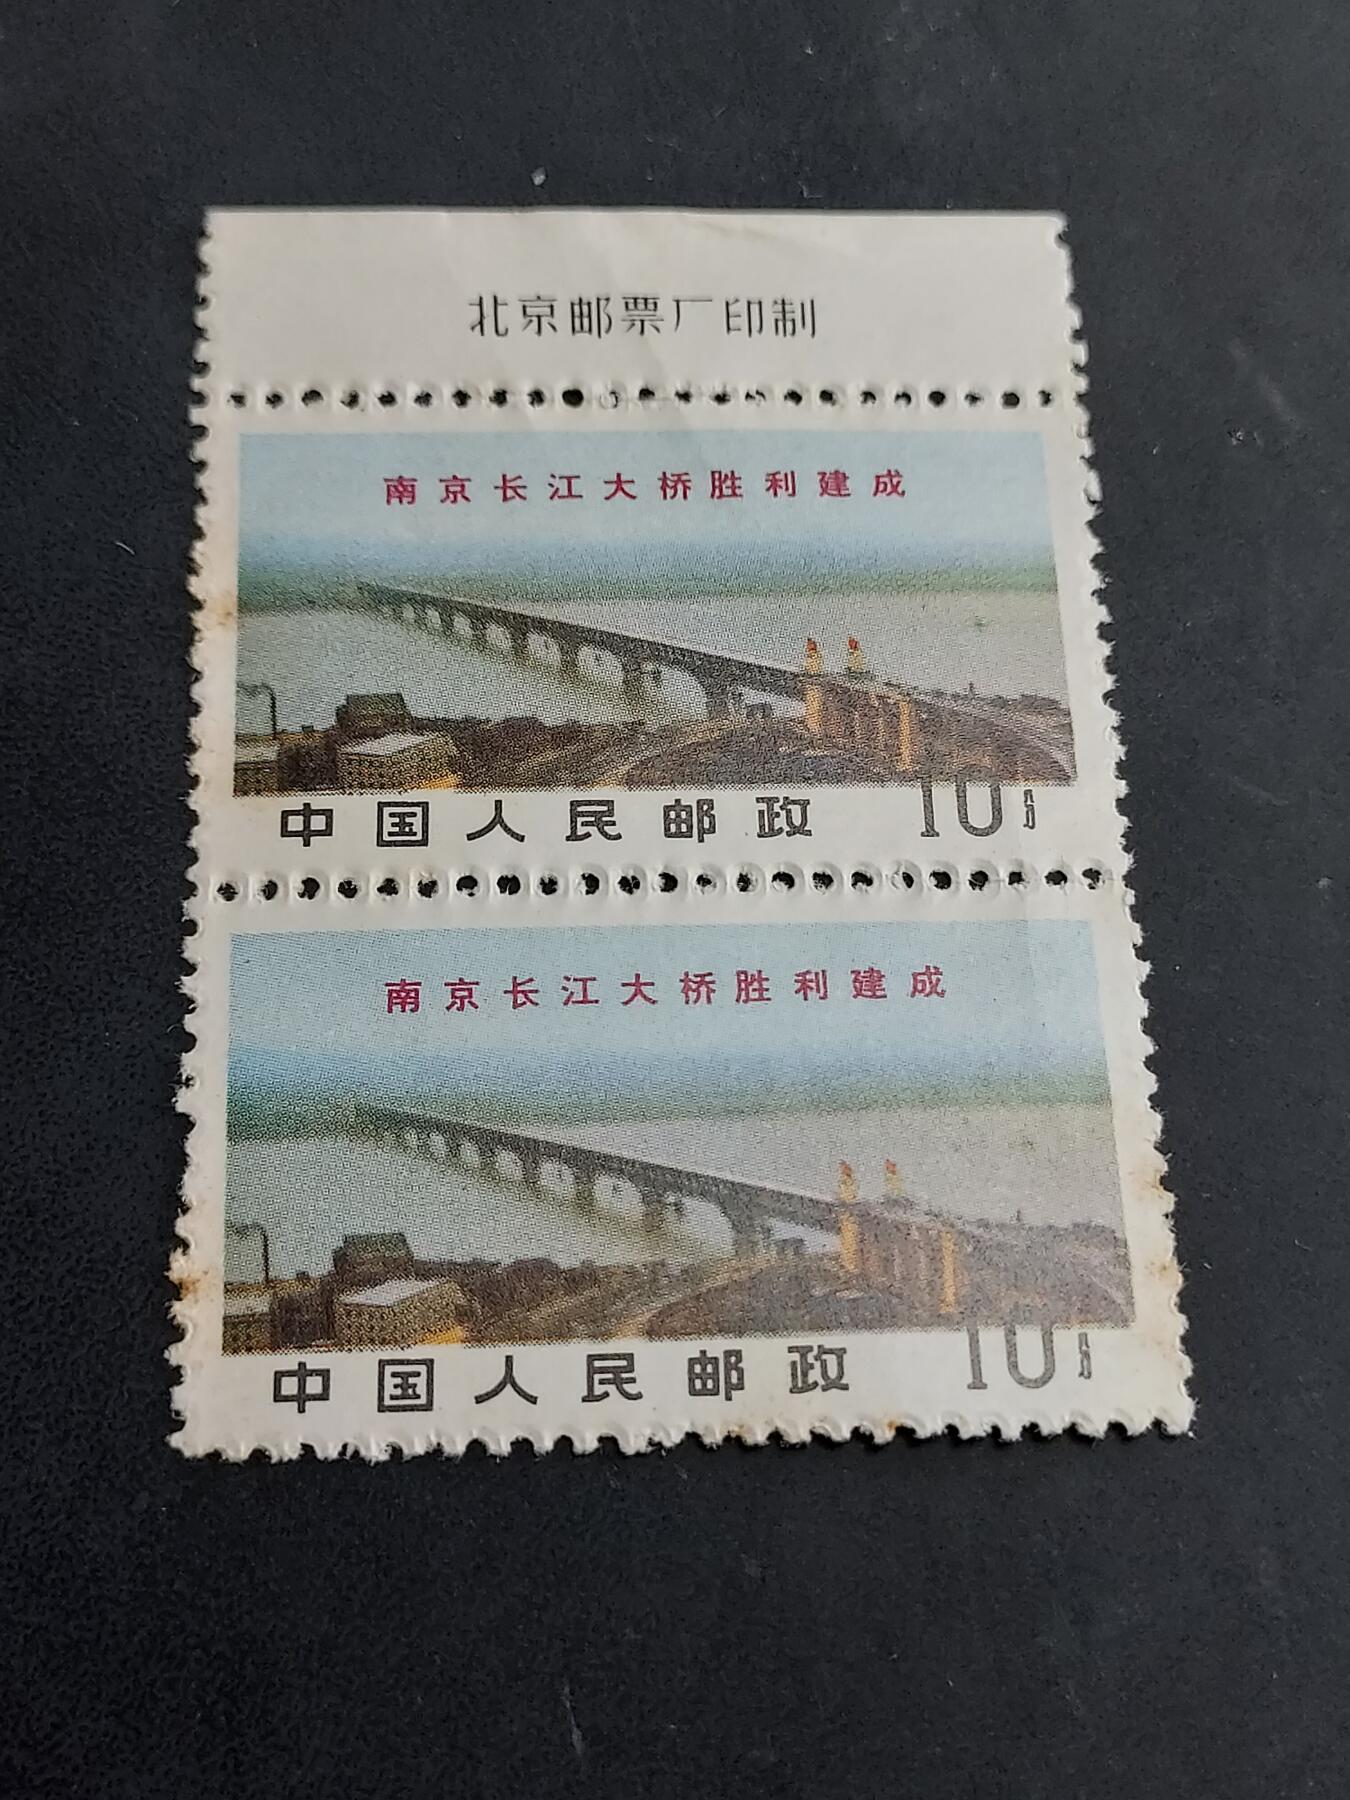 北京邮票厂印制
南京长江大桥胜利建成
中国人民邮政 10分
南京长江大桥胜利建成
中国人民邮政 10分